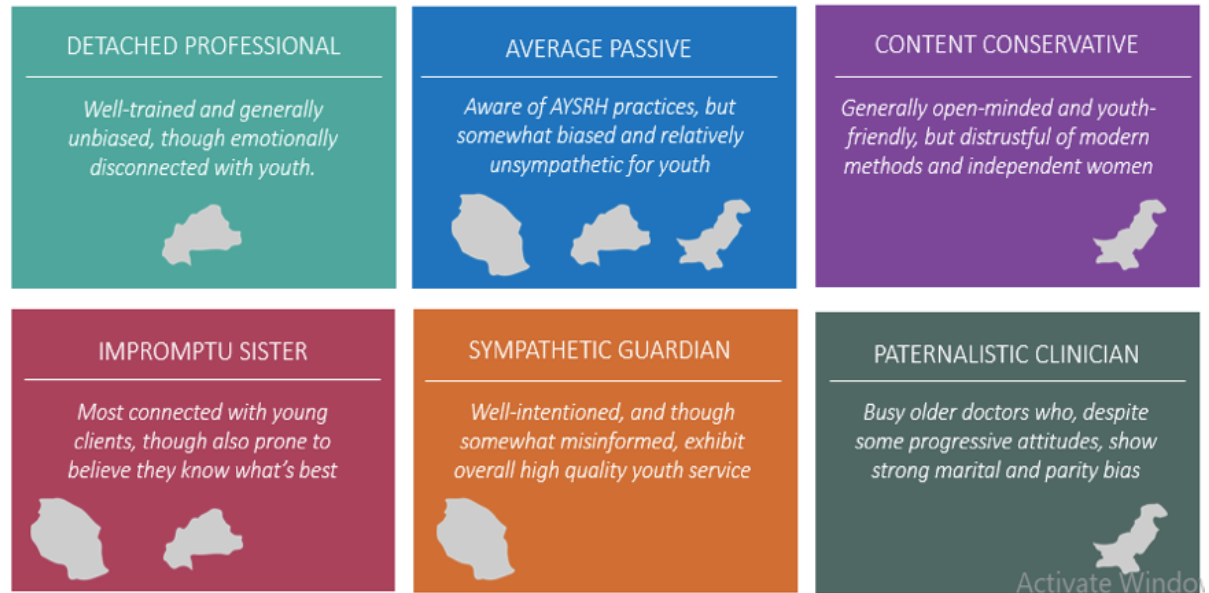 DETACHED PROFESSIONAL
Well-trained and generally
unbiased, though emotionally
disconnected with youth.
AVERAGE PASSIVE
Aware of AYSRH practices, but
somewhat biased and relatively
unsympathetic for youth
CONTENT CONSERVATIVE
Generally open-minded and youth-
friendly, but distrustful of modern
methods and independent women
IMPROMPTU SISTER
Most connected with young
clients, though also prone to
believe they know what’s best
SYMPATHETIC GUARDIAN
Well-intentioned, and though
somewhat misinformed, exhibit
overall high quality youth service
PATERNALISTIC CLINICIAN
Busy older doctors who, despite
some progressive attitudes, show
strong marital and parity bias
Activate Windo